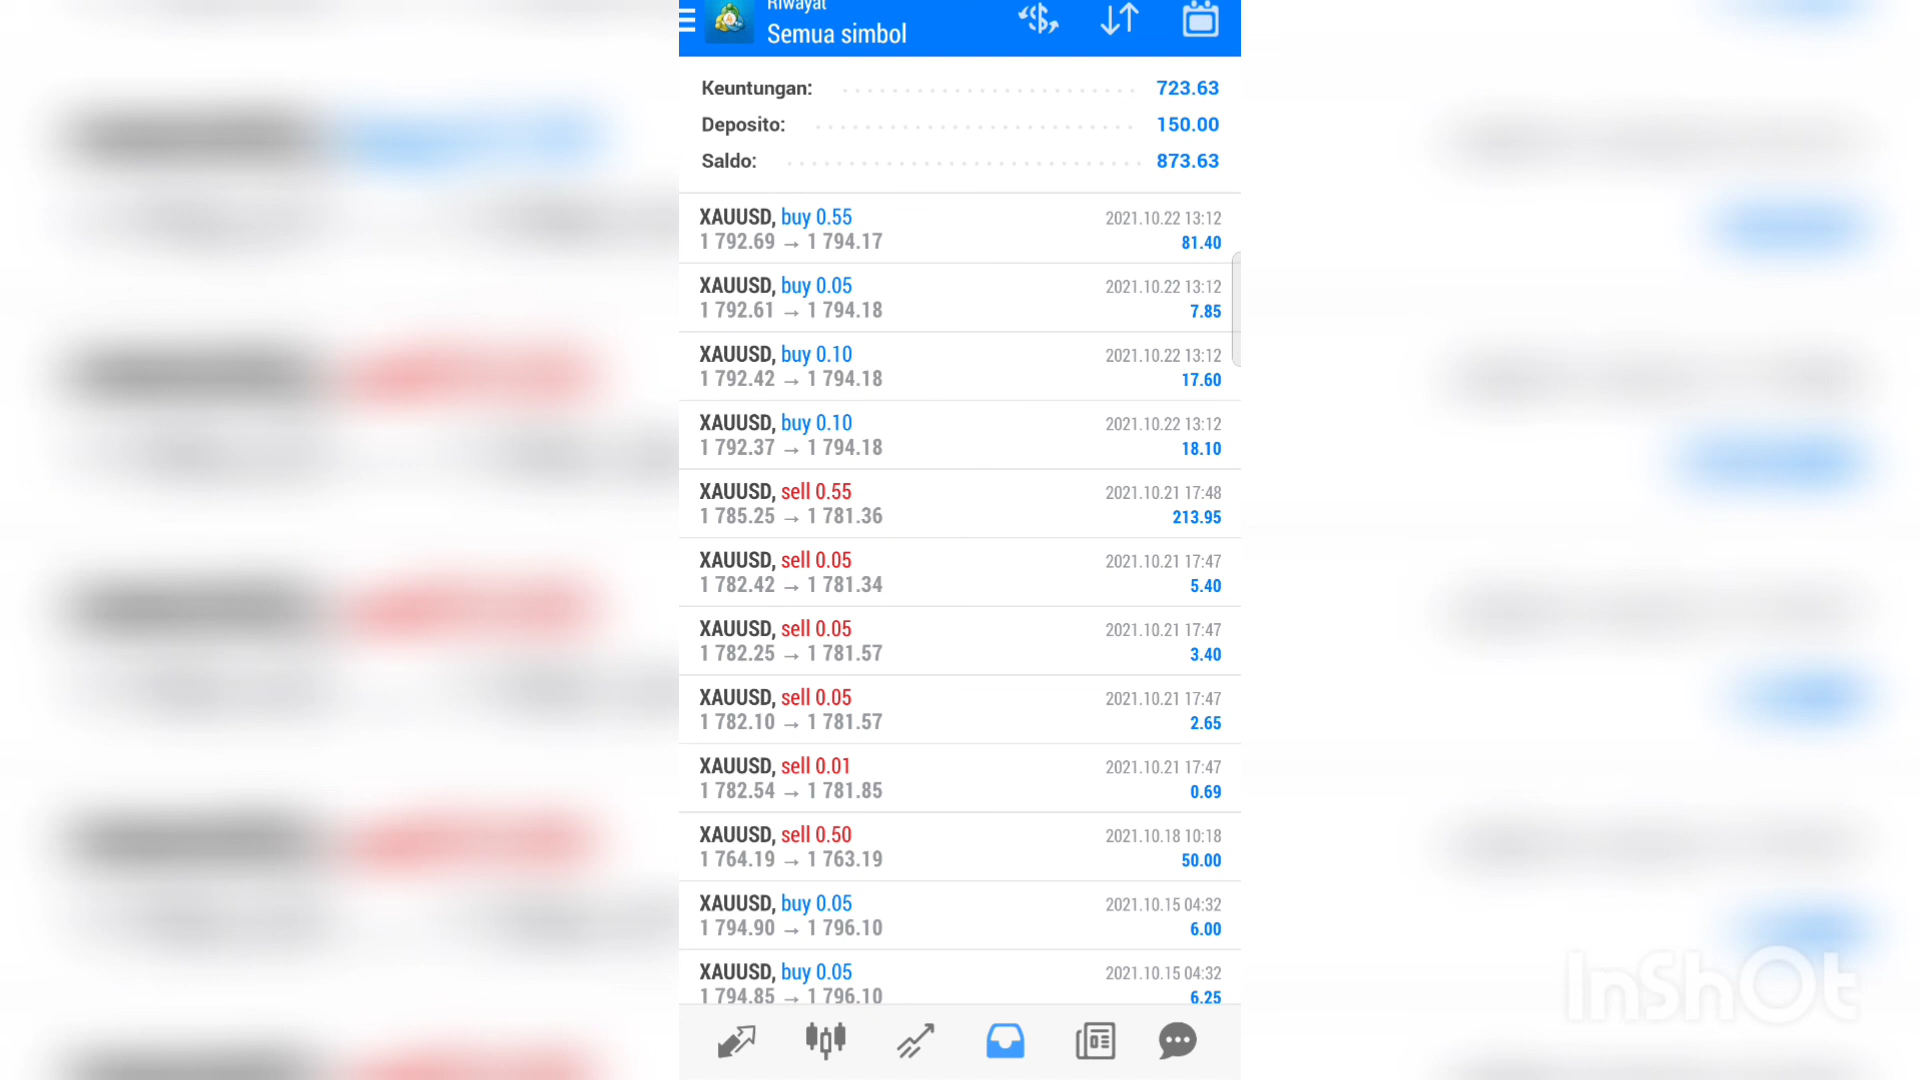 Riwayat
Semua simbol
Keuntungan: 723.63
Deposito: 150.00
Saldo: 873.63
XAUUSD, buy 0.55 2021.10.22 13:12
1 792.69 → 1 794.17 81.40
XAUUSD, buy 0.05 2021.10.22 13:12
1 792.61 → 1 794.18 7.85
XAUUSD, buy 0.10 2021.10.22 13:12
1 792.42 → 1 794.18 17.60
XAUUSD, buy 0.10 2021.10.22 13:12
1 792.37 → 1 794.18 18.10
XAUUSD, sell 0.55 2021.10.21 17:48
1 785.25 → 1 781.36 213.95
XAUUSD, sell 0.05 2021.10.21 17:47
1 782.42 → 1 781.34 5.40
XAUUSD, sell 0.05 2021.10.21 17:47
1 782.25 → 1 781.57 3.40
XAUUSD, sell 0.05 2021.10.21 17:47
1 782.10 → 1 781.57 2.65
XAUUSD, sell 0.01 2021.10.21 17:47
1 782.54 → 1 781.85 0.69
XAUUSD, sell 0.50 2021.10.18 10:18
1 764.19 → 1 763.19 50.00
XAUUSD, buy 0.05 2021.10.15 04:32
1 794.90 → 1 796.10 6.00
XAUUSD, buy 0.05 2021.10.15 04:32
1 794.85 → 1 796.10 6.25
InShOt